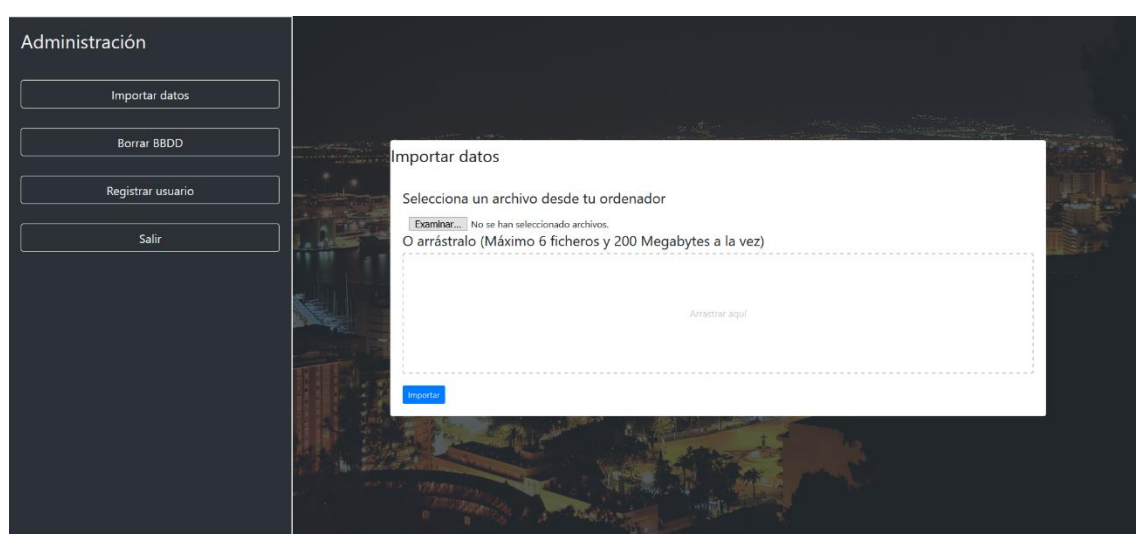 Administración
Importar datos
Borrar BBDD
Registrar usuario
Salir
Importar datos
Selecciona un archivo desde tu ordenador
Examinar... No se han seleccionado archivos.
O arrástralo (Máximo 6 ficheros y 200 Megabytes a la vez)
Arrastrar aquí
Importar